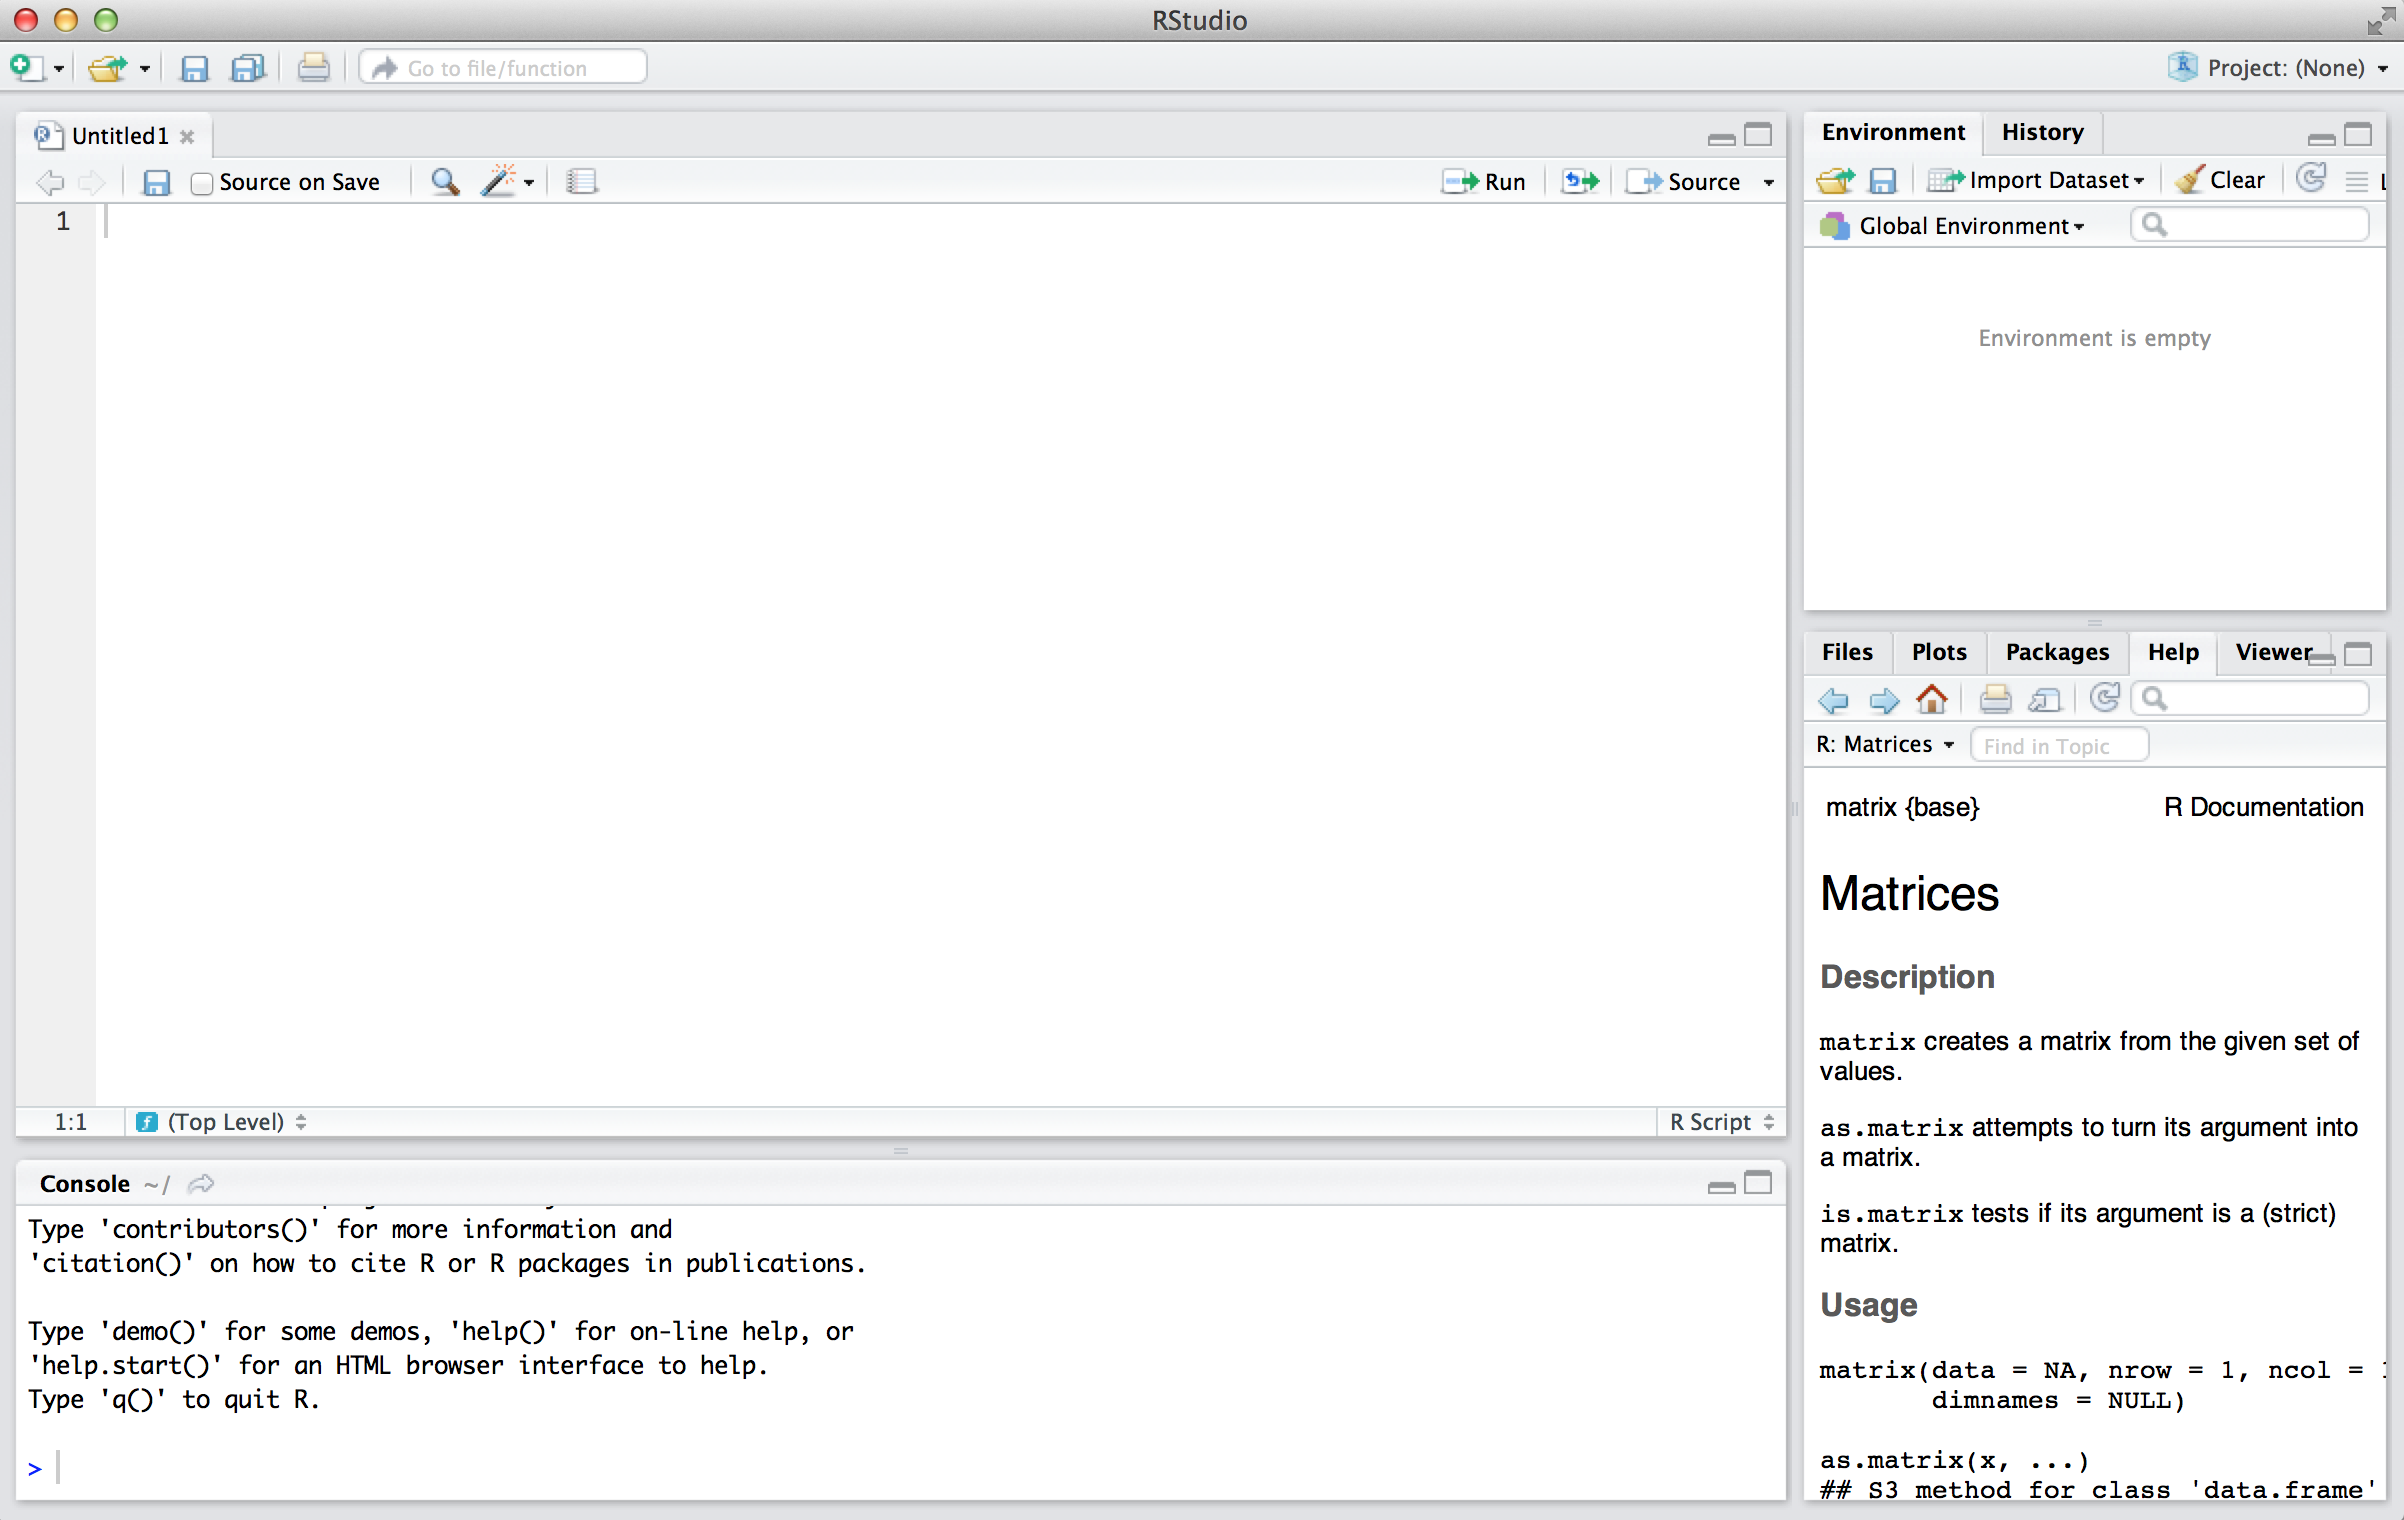 RStudio
Go to file/function
Project: (None)
Untitled1
Source on Save
Run
Source
1
1:1
(Top Level)
R Script
Console ~/
Type 'contributors()' for more information and
'citation()' on how to cite R or R packages in publications.
Type 'demo()' for some demos, 'help()' for on-line help, or
'help.start()' for an HTML browser interface to help.
Type 'q()' to quit R.
>
Environment History
Import Dataset Clear
Global Environment
Environment is empty
Files Plots Packages Help Viewer
R: Matrices Find in Topic
matrix {base} R Documentation
Matrices
Description
matrix creates a matrix from the given set of
values.
as.matrix attempts to turn its argument into
a matrix.
is.matrix tests if its argument is a (strict)
matrix.
Usage
matrix(data = NA, nrow = 1, ncol =
dimnames = NULL)
as.matrix(x, ...)
## S3 method for class 'data.frame'